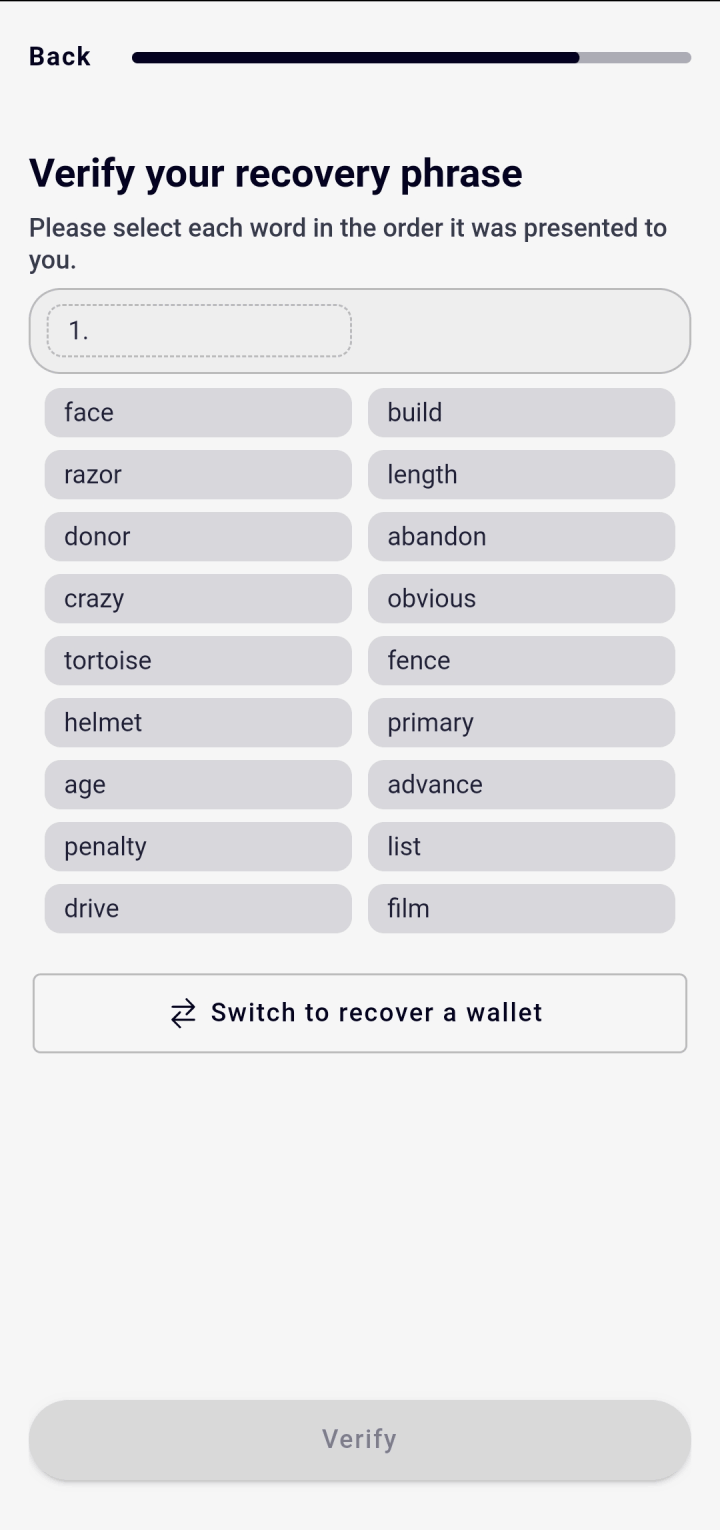 Back
Verify your recovery phrase
Please select each word in the order it was presented to
you.
1.
face build
razor length
donor abandon
crazy obvious
tortoise fence
helmet primary
age advance
penalty list
drive film
Switch to recover a wallet
Verify